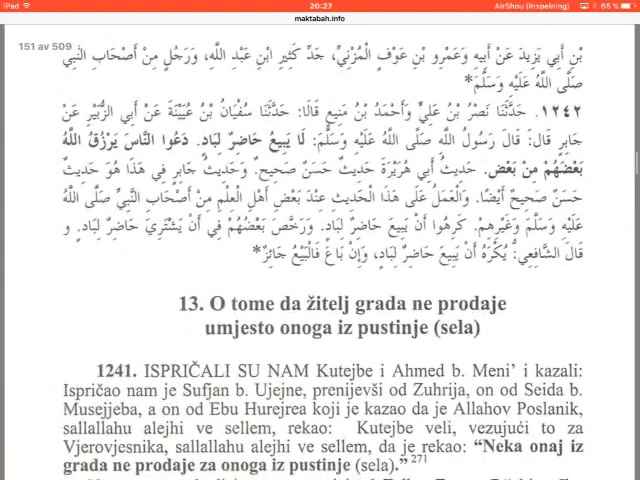 iPad
20:27
AirShou (Inspelning)
65 %
maktabah.info
151 av 509
بْنِ أَبِي يَزِيدَ عَنْ أَبِيهِ وَعَمْرِو بْنِ عَوْفٍ الْمُزَنِيِّ، جَدِّ كَثِيرِ ابْنِ عَبْدِ اللَّهِ، وَرَجُلٍ مِنْ أَصْحَابِ النَّبِيِّ
صَلَّى اللَّهُ عَلَيْهِ وَسَلَّمَ*
١٢٤٢. حَدَّثَنَا نَصْرُ بْنُ عَلِيٍّ وَأَحْمَدُ بْنُ مَنِيعٍ قَالَا: حَدَّثَنَا سُفْيَانُ بْنُ عُيَيْنَةَ عَنْ أَبِي الزُّبَيْرِ عَنْ
جَابِرٍ قَالَ: قَالَ رَسُولُ اللَّهِ صَلَّى اللَّهُ عَلَيْهِ وَسَلَّمَ: لَا يَبِيعُ حَاضِرٌ لِبَادٍ. دَعُوا النَّاسَ يَرْزُقُ اللَّهُ
بَعْضَهُمْ مِنْ بَعْضٍ. حَدِيثُ أَبِي هُرَيْرَةَ حَدِيثٌ حَسَنٌ صَحِيحٌ. وَحَدِيثُ جَابِرٍ فِي هَذَا هُوَ حَدِيثٌ
حَسَنٌ صَحِيحٌ أَيْضًا. وَالْعَمَلُ عَلَى هَذَا الْحَدِيثِ عِنْدَ بَعْضِ أَهْلِ الْعِلْمِ مِنْ أَصْحَابِ النَّبِيِّ صَلَّى اللَّهُ
عَلَيْهِ وَسَلَّمَ وَغَيْرِهِمْ. كَرِهُوا أَنْ يَبِيعَ حَاضِرٌ لِبَادٍ. وَرَخَّصَ بَعْضُهُمْ فِي أَنْ يَشْتَرِيَ حَاضِرٌ لِبَادٍ. و
قَالَ الشَّافِعِيُّ: يُكْرَهُ أَنْ يَبِيعَ حَاضِرٌ لِبَادٍ، وَإِنْ بَاعَ فَالْبَيْعُ جَائِزٌ*
13. O tome da žitelj grada ne prodaje
umjesto onoga iz pustinje (sela)
1241. ISPRIČALI SU NAM Kutejbe i Ahmed b. Meni’ i kazali:
Ispričao nam je Sufjan b. Ujejne, prenijevši od Zuhrija, on od Seida b.
Musejjeba, a on od Ebu Hurejrea koji je kazao da je Allahov Poslanik,
sallallahu alejhi ve sellem, rekao: Kutejbe veli, vezujući to za
Vjerovjesnika, sallallahu alejhi ve sellem, da je rekao: “Neka onaj iz
grada ne prodaje za onoga iz pustinje (sela).” 271